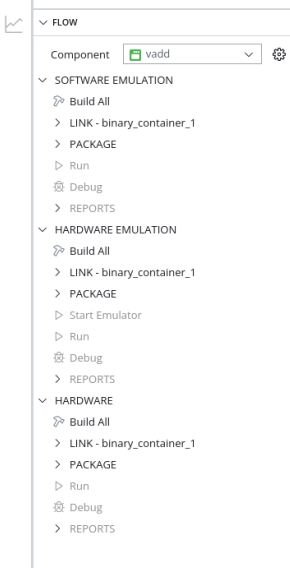 FLOW
Component vadd
SOFTWARE EMULATION
Build All
LINK - binary_container_1
PACKAGE
Run
Debug
REPORTS
HARDWARE EMULATION
Build All
LINK - binary_container_1
PACKAGE
Start Emulator
Run
Debug
REPORTS
HARDWARE
Build All
LINK - binary_container_1
PACKAGE
Run
Debug
REPORTS